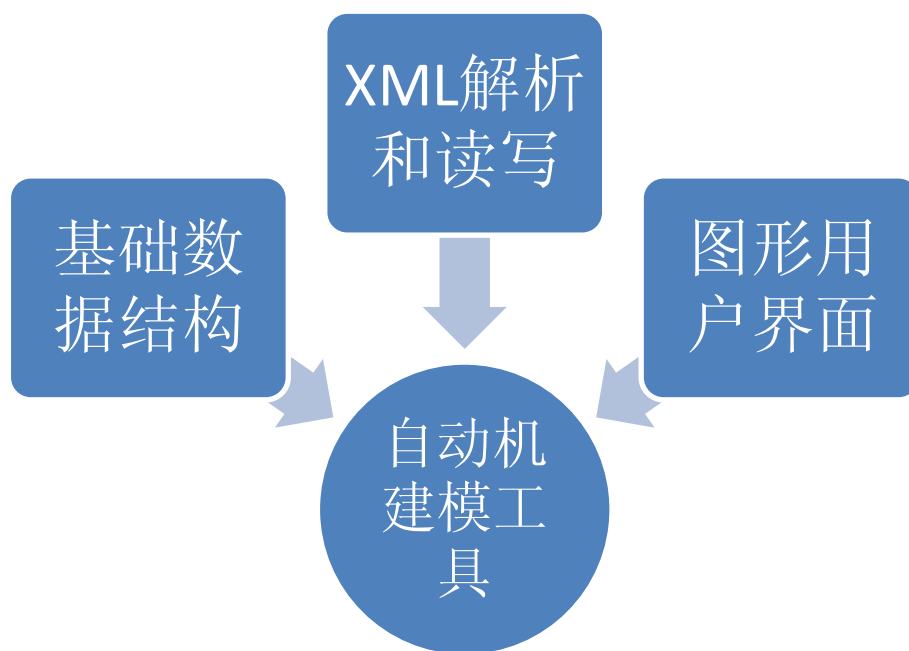 XML解析
和读写
基础数
据结构
图形用
户界面
自动机
建模工
具